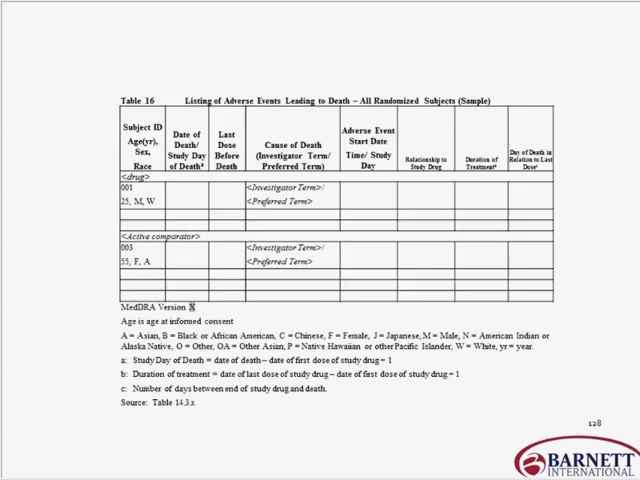 Table 16 Listing of Adverse Events Leading to Death – All Randomized Subjects (Sample)
Subject ID
Age(yr),
Sex,
Race
Date of
Death/
Study Day
of Deathᵃ
Last
Dose
Before
Death
Cause of Death
(Investigator Term/
Preferred Term)
Adverse Event
Start Date
Time/ Study
Day
Relationship to
Study Drug
Duration of
Treatmentᵇ
Day of Death in
Relation to Last
Doseᶜ
<drug>
001
25, M, W
<Investigator Term>/
<Preferred Term>
<Active comparator>
003
55, F, A
<Investigator Term>/
<Preferred Term>
MedDRA Version X
Age is age at informed consent
A = Asian, B = Black or African American, C = Chinese, F = Female, J = Japanese, M = Male, N = American Indian or
Alaska Native, O = Other, OA = Other Asian, P = Native Hawaiian or other Pacific Islander, W = White, yr = year.
a: Study Day of Death = date of death – date of first dose of study drug + 1
b: Duration of treatment = date of last dose of study drug – date of first dose of study drug + 1
c: Number of days between end of study drug and death.
Source: Table 14.3.x
128
BARNETT
INTERNATIONAL